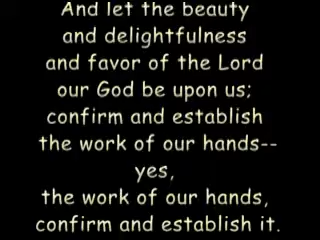 And let the beauty
and delightfulness
and favor of the Lord
our God be upon us;
confirm and establish
the work of our hands--
yes,
the work of our hands,
confirm and establish it.